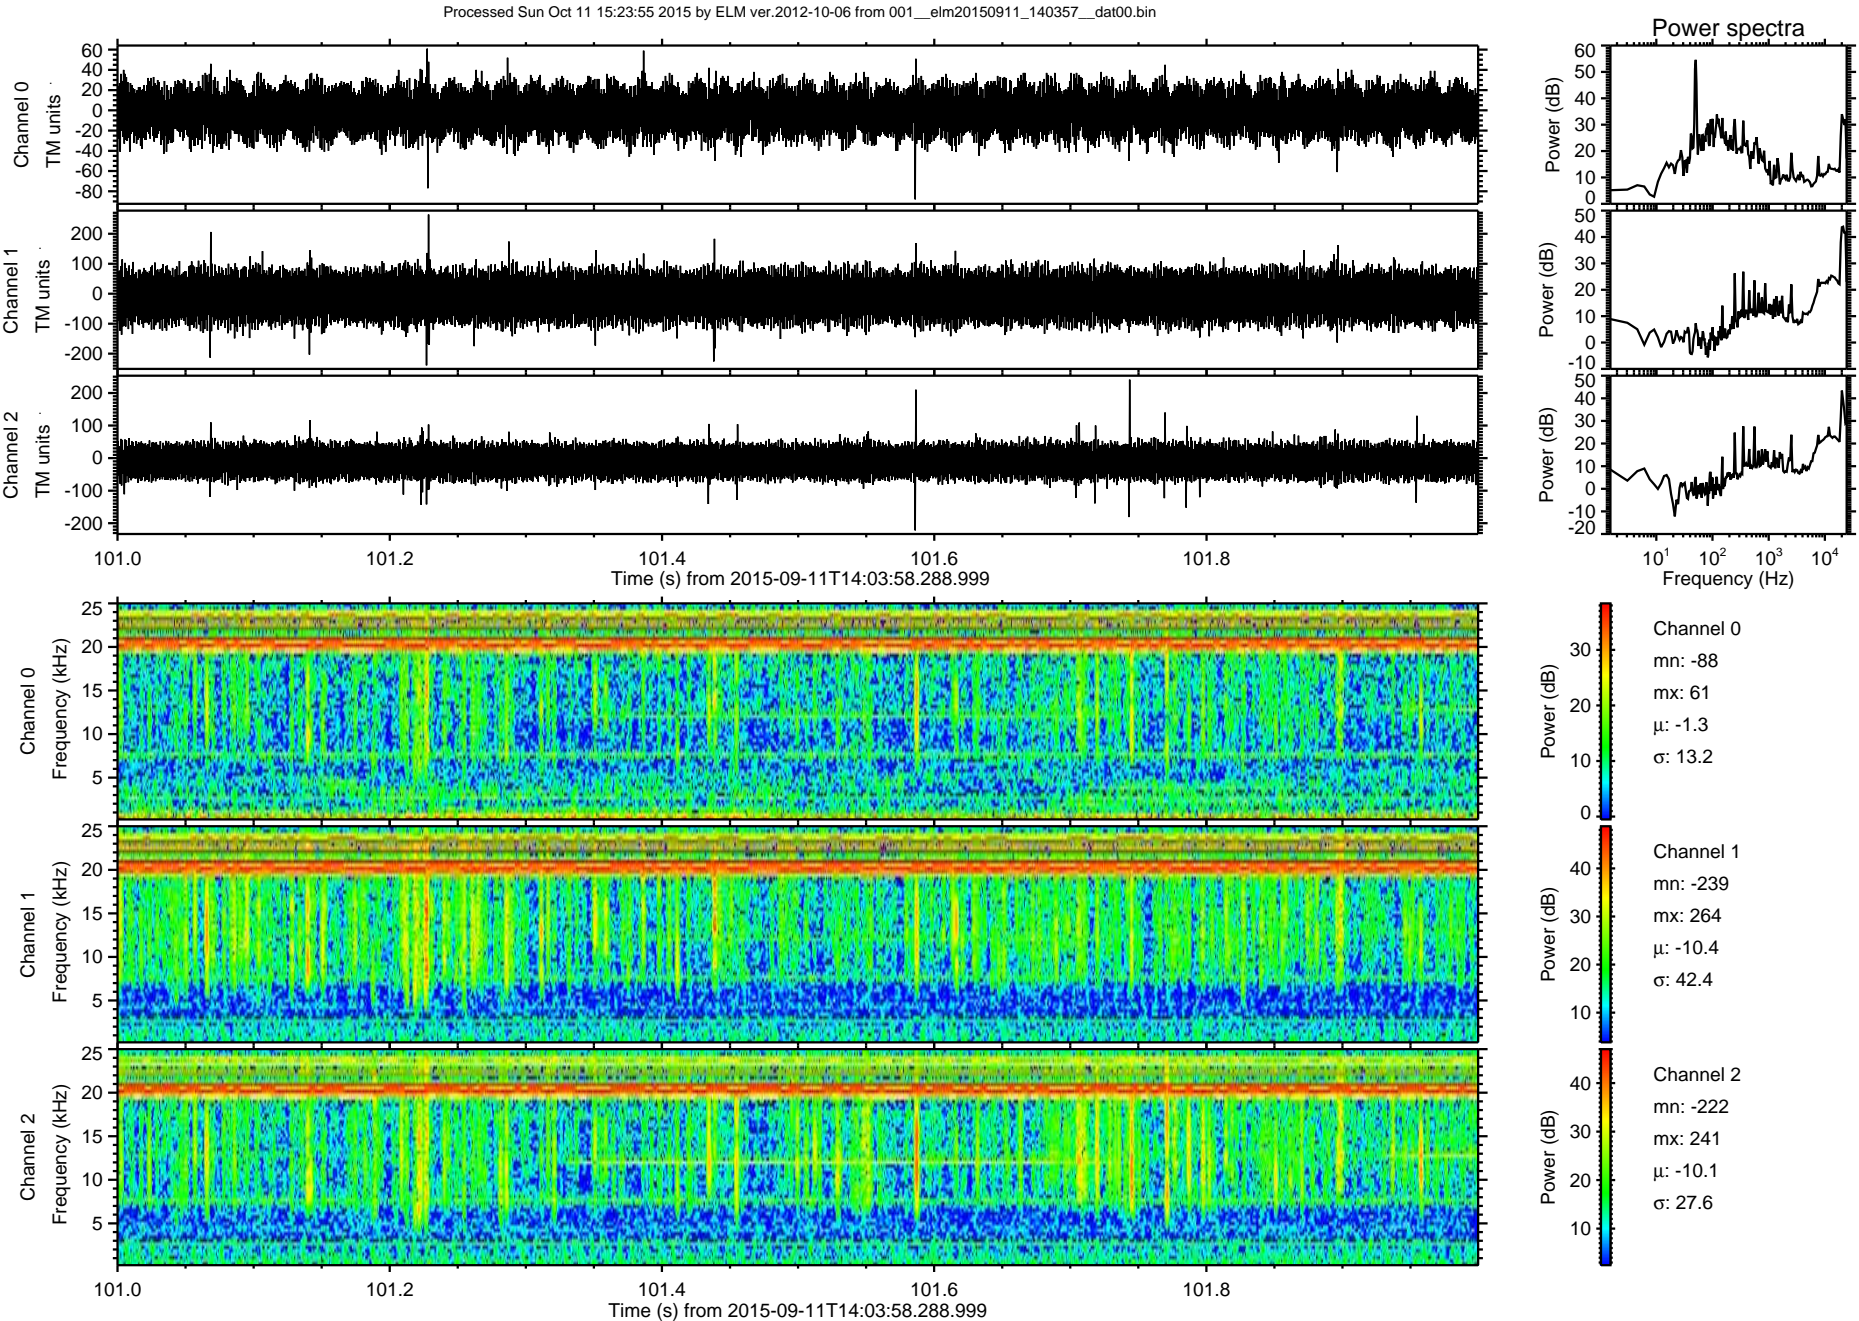 Processed Sun Oct 11 15:23:55 2015 by ELM ver.2012-10-06 from 001__elm20150911_140357__dat00.bin
Power spectra
Channel 0
TM units
60
40
20
0
-20
-40
-60
-80
Power (dB)
60
50
40
30
20
10
0
Channel 1
TM units
200
100
0
-100
-200
Power (dB)
50
40
30
20
10
0
-10
Channel 2
TM units
200
100
0
-100
-200
Power (dB)
50
40
30
20
10
0
-10
-20
101.0 101.2 101.4 101.6 101.8
Time (s) from 2015-09-11T14:03:58.288.999
10^1 10^2 10^3 10^4
Frequency (Hz)
Channel 0
Frequency (kHz)
25
20
15
10
5
Power (dB)
30
20
10
0
Channel 0
mn: -88
mx: 61
μ: -1.3
σ: 13.2
Channel 1
Frequency (kHz)
25
20
15
10
5
Power (dB)
40
30
20
10
Channel 1
mn: -239
mx: 264
μ: -10.4
σ: 42.4
Channel 2
Frequency (kHz)
25
20
15
10
5
Power (dB)
40
30
20
10
Channel 2
mn: -222
mx: 241
μ: -10.1
σ: 27.6
101.0 101.2 101.4 101.6 101.8
Time (s) from 2015-09-11T14:03:58.288.999